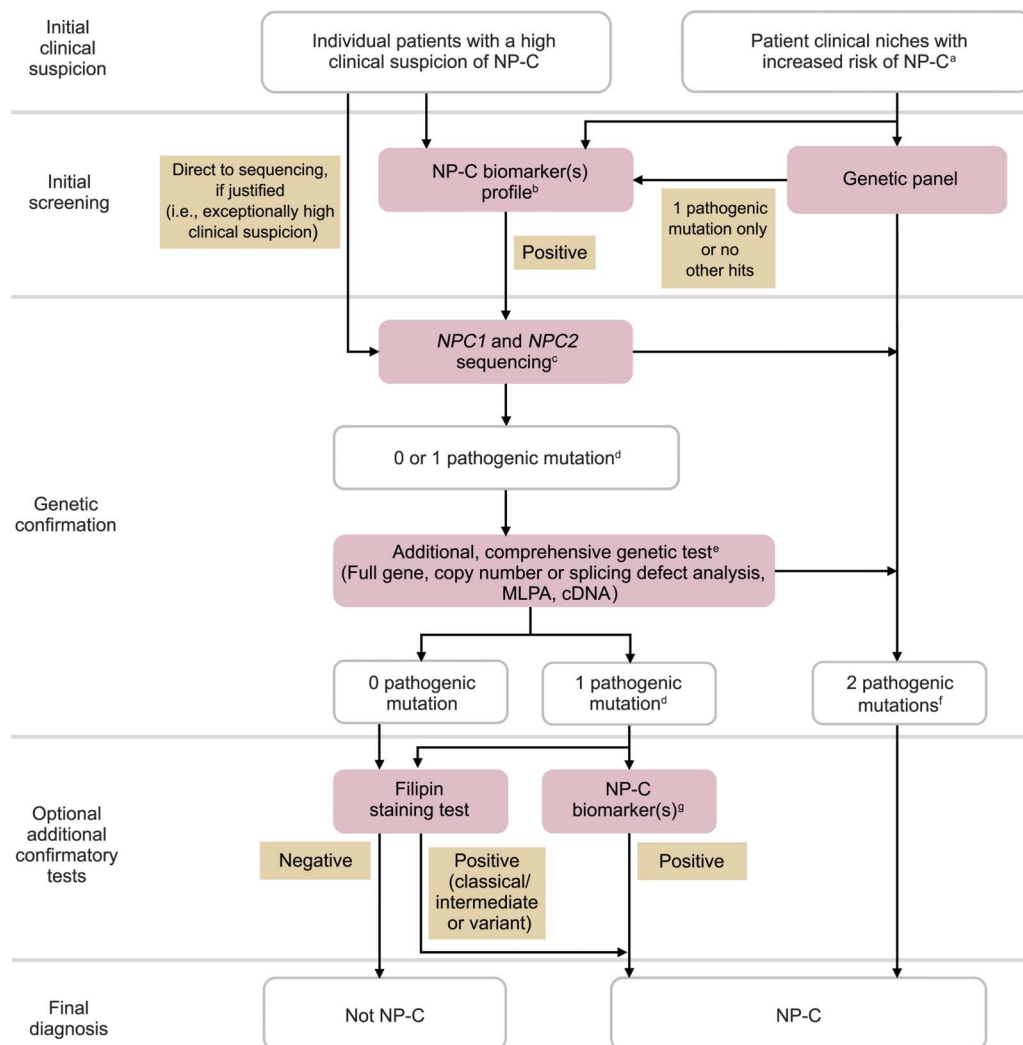 Initial
clinical
suspicion
Individual patients with a high
clinical suspicion of NP-C
Patient clinical niches with
increased risk of NP-Cᵃ
Initial
screening
Direct to sequencing,
if justified
(i.e., exceptionally high
clinical suspicion)
NP-C biomarker(s)
profileᵇ
Genetic panel
1 pathogenic
mutation only
or no
other hits
Positive
Genetic
confirmation
NPC1 and NPC2
sequencingᶜ
0 or 1 pathogenic mutationᵈ
Additional, comprehensive genetic testᵉ
(Full gene, copy number or splicing defect analysis,
MLPA, cDNA)
0 pathogenic
mutation
1 pathogenic
mutationᵈ
2 pathogenic
mutationsᶠ
Optional
additional
confirmatory
tests
Filipin
staining test
NP-C
biomarker(s)ᵍ
Negative
Positive
(classical/
intermediate
or variant)
Positive
Final
diagnosis
Not NP-C
NP-C